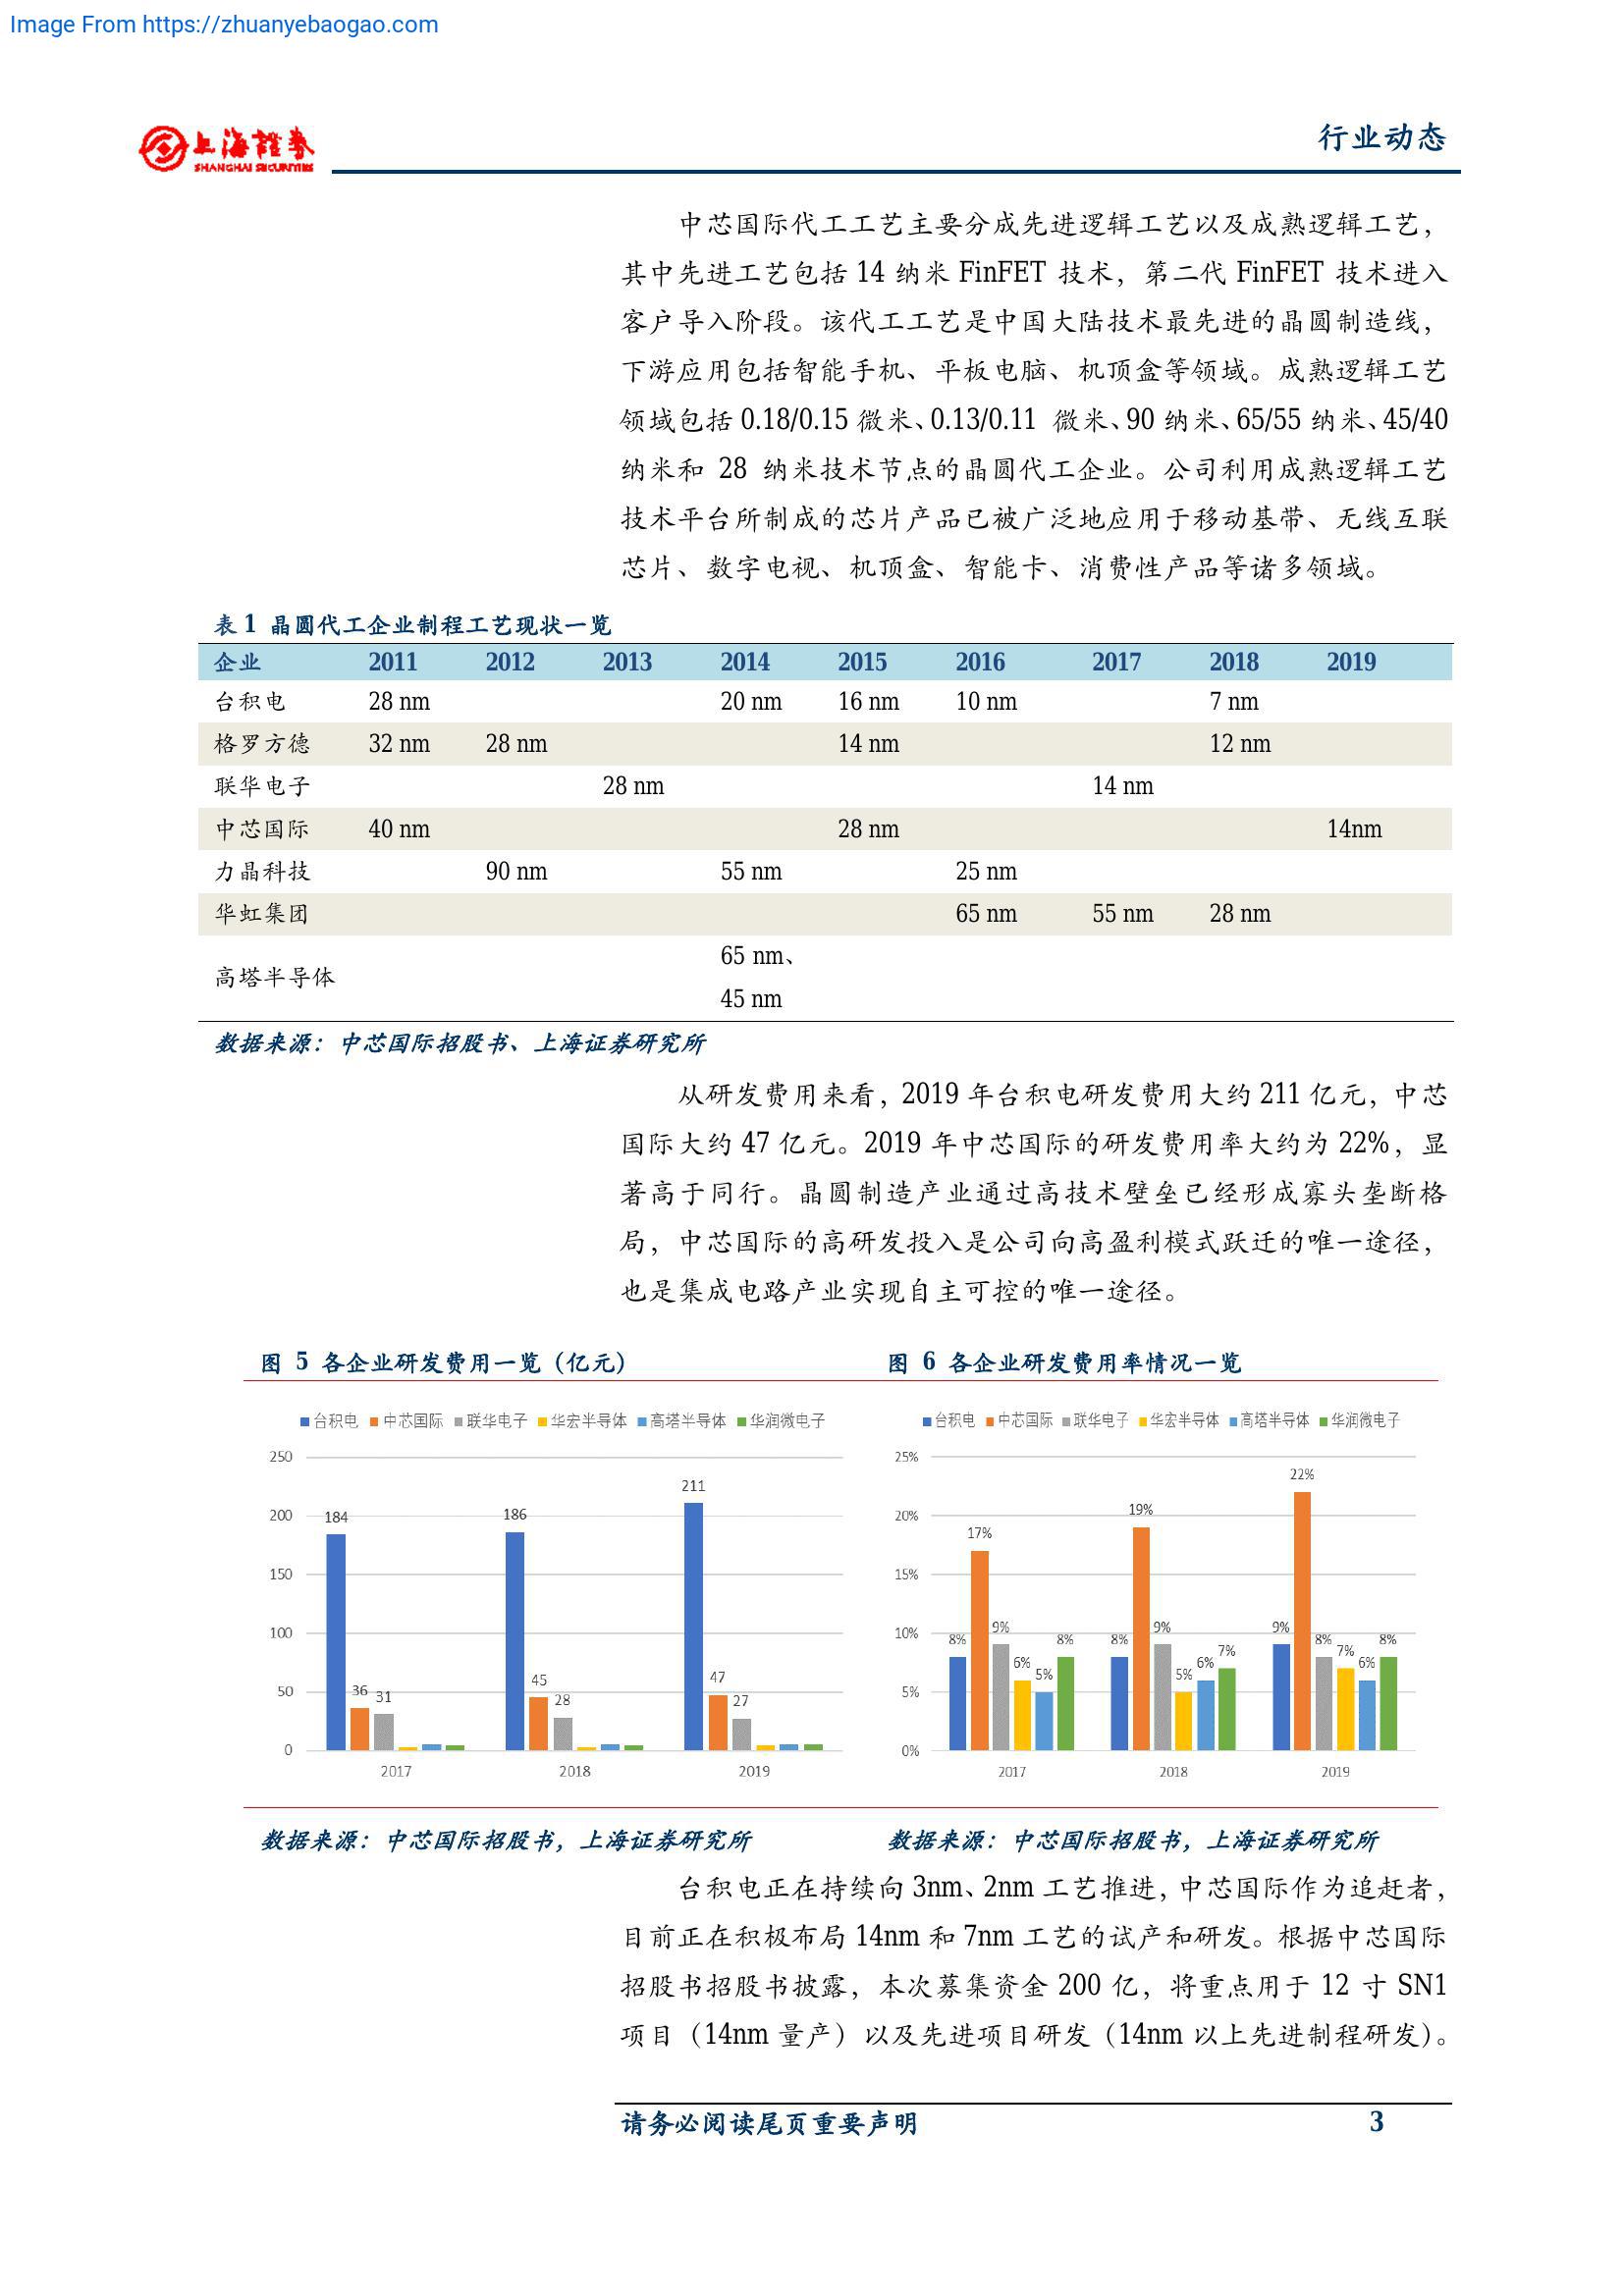 Image From https://zhuanyebaogao.com
上海證券
SHANGHAI SECURITIES
行业动态
中芯国际代工工艺主要分成先进逻辑工艺以及成熟逻辑工艺，
其中先进工艺包括 14 纳米 FinFET 技术，第二代 FinFET 技术进入
客户导入阶段。该代工工艺是中国大陆技术最先进的晶圆制造线，
下游应用包括智能手机、平板电脑、机顶盒等领域。成熟逻辑工艺
领域包括 0.18/0.15 微米、0.13/0.11 微米、90 纳米、65/55 纳米、45/40
纳米和 28 纳米技术节点的晶圆代工企业。公司利用成熟逻辑工艺
技术平台所制成的芯片产品已被广泛地应用于移动基带、无线互联
芯片、数字电视、机顶盒、智能卡、消费性产品等诸多领域。
表 1 晶圆代工企业制程工艺现状一览
企业 2011 2012 2013 2014 2015 2016 2017 2018 2019
台积电 28 nm 20 nm 16 nm 10 nm 7 nm
格罗方德 32 nm 28 nm 14 nm 12 nm
联华电子 28 nm 14 nm
中芯国际 40 nm 28 nm 14nm
力晶科技 90 nm 55 nm 25 nm
华虹集团 65 nm 55 nm 28 nm
高塔半导体 65 nm、
45 nm
数据来源：中芯国际招股书、上海证券研究所
从研发费用来看，2019 年台积电研发费用大约 211 亿元，中芯
国际大约 47 亿元。2019 年中芯国际的研发费用率大约为 22%，显
著高于同行。晶圆制造产业通过高技术壁垒已经形成寡头垄断格
局，中芯国际的高研发投入是公司向高盈利模式跃迁的唯一途径，
也是集成电路产业实现自主可控的唯一途径。
图 5 各企业研发费用一览（亿元）
台积电 中芯国际 联华电子 华宏半导体 高塔半导体 华润微电子
250
200
150
100
50
0
184
36
31
186
45
28
211
47
27
2017 2018 2019
数据来源：中芯国际招股书，上海证券研究所
图 6 各企业研发费用率情况一览
台积电 中芯国际 联华电子 华宏半导体 高塔半导体 华润微电子
25%
20%
15%
10%
5%
0%
8% 17% 9% 6% 5% 8%
8% 19% 9% 5% 6% 7%
9% 22% 8% 7% 6% 8%
2017 2018 2019
数据来源：中芯国际招股书，上海证券研究所
台积电正在持续向 3nm、2nm 工艺推进，中芯国际作为追赶者，
目前正在积极布局 14nm 和 7nm 工艺的试产和研发。根据中芯国际
招股书招股书披露，本次募集资金 200 亿，将重点用于 12 寸 SN1
项目（14nm 量产）以及先进项目研发（14nm 以上先进制程研发）。
请务必阅读尾页重要声明 3